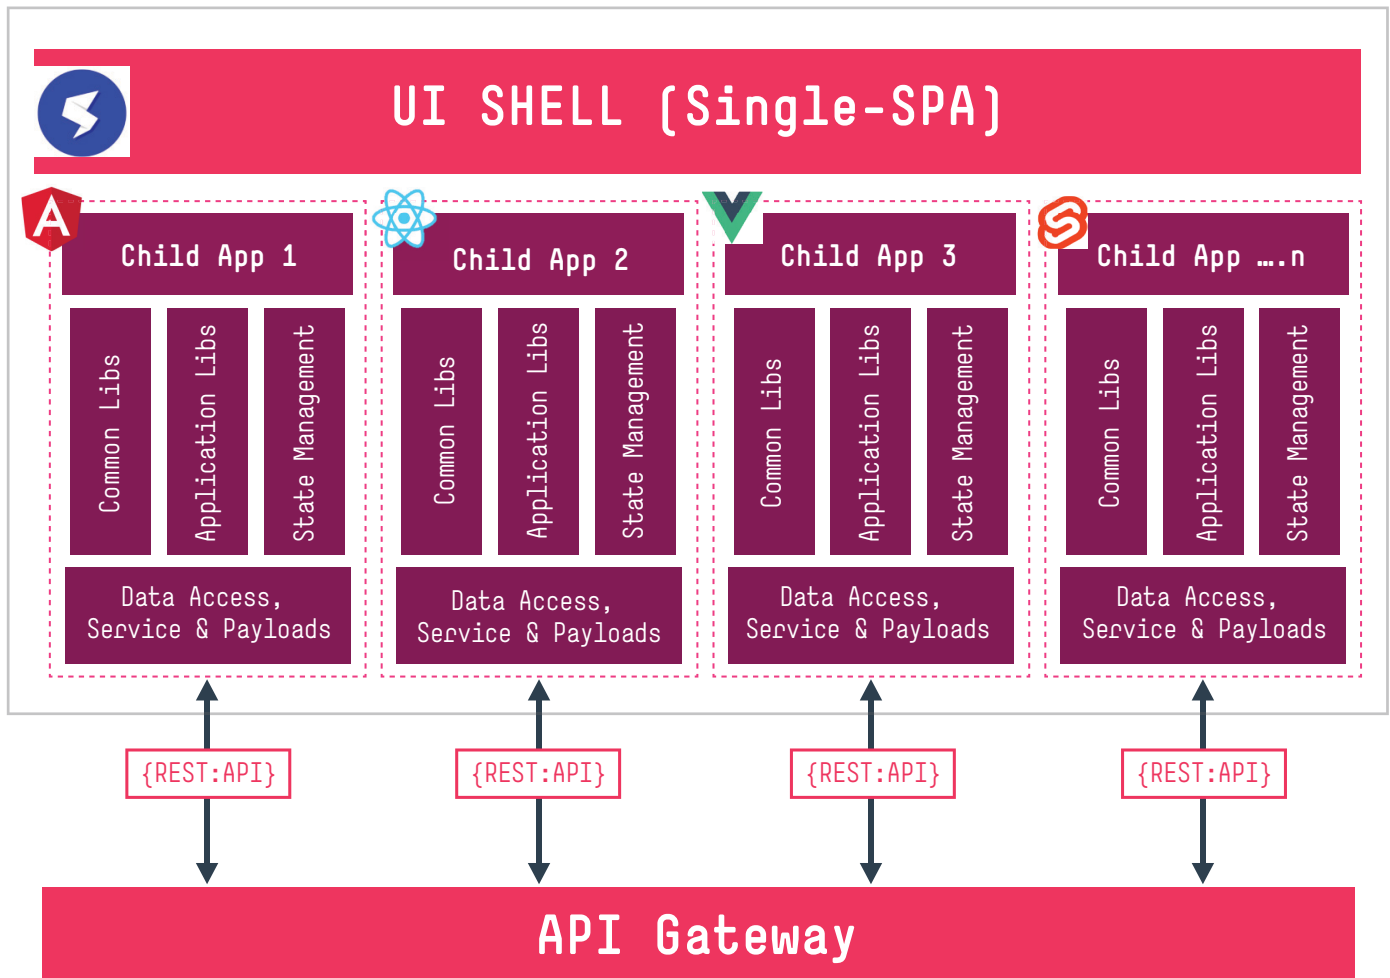 UI SHELL (Single-SPA)
Child App 1
Common Libs
Application Libs
State Management
Data Access,
Service & Payloads
Child App 2
Common Libs
Application Libs
State Management
Data Access,
Service & Payloads
Child App 3
Common Libs
Application Libs
State Management
Data Access,
Service & Payloads
Child App ….n
Common Libs
Application Libs
State Management
Data Access,
Service & Payloads
{REST:API}
{REST:API}
{REST:API}
{REST:API}
API Gateway